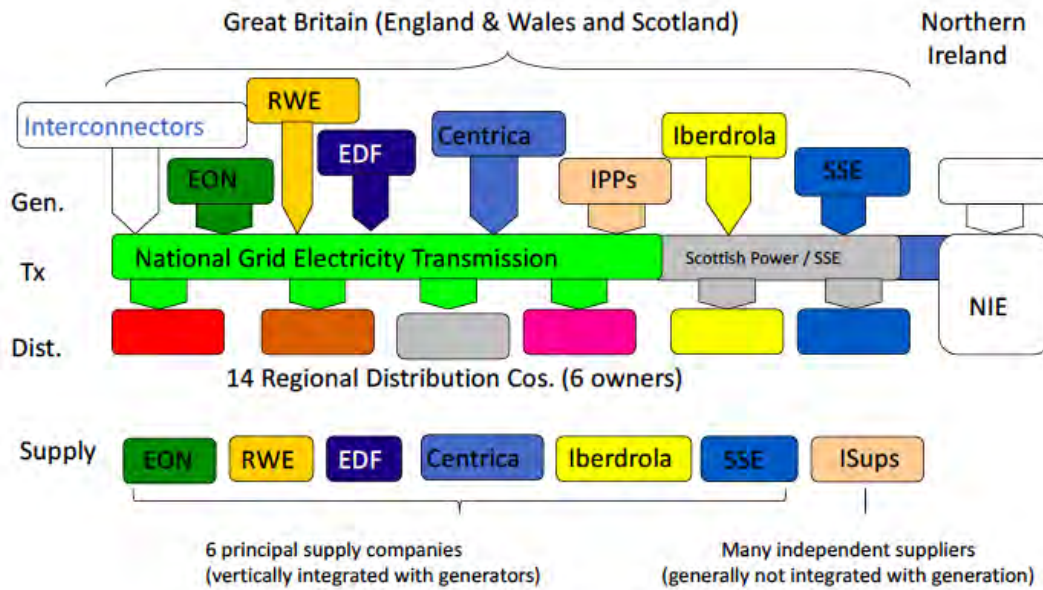 Great Britain (England & Wales and Scotland)
Northern
Ireland
Interconnectors
RWE
EON
EDF
Centrica
IPPs
Iberdrola
SSE
Gen.
Tx
National Grid Electricity Transmission
Scottish Power / SSE
NIE
Dist.
14 Regional Distribution Cos. (6 owners)
Supply
EON
RWE
EDF
Centrica
Iberdrola
SSE
ISups
6 principal supply companies
(vertically integrated with generators)
Many independent suppliers
(generally not integrated with generation)